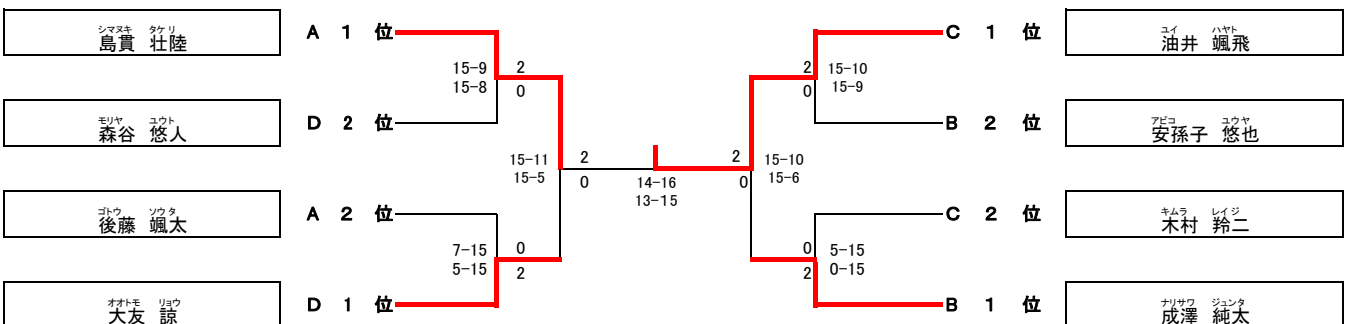 シマヌキ タケリ
島貫 壮陸
A 1 位
15-9
15-8
2
0
モリヤ ユウト
森谷 悠人
D 2 位
15-11
15-5
2
0
ゴトウ ソウタ
後藤 颯太
A 2 位
7-15
5-15
0
2
オオトモ リョウ
大友 諒
D 1 位
14-16
13-15
C 1 位
ユイ ハヤト
油井 颯飛
2
0
15-10
15-9
B 2 位
アビコ ユウヤ
安孫子 悠也
2
0
15-10
15-6
C 2 位
キムラ レイジ
木村 羚二
0
2
5-15
0-15
B 1 位
ナリサワ ジュンタ
成澤 純太